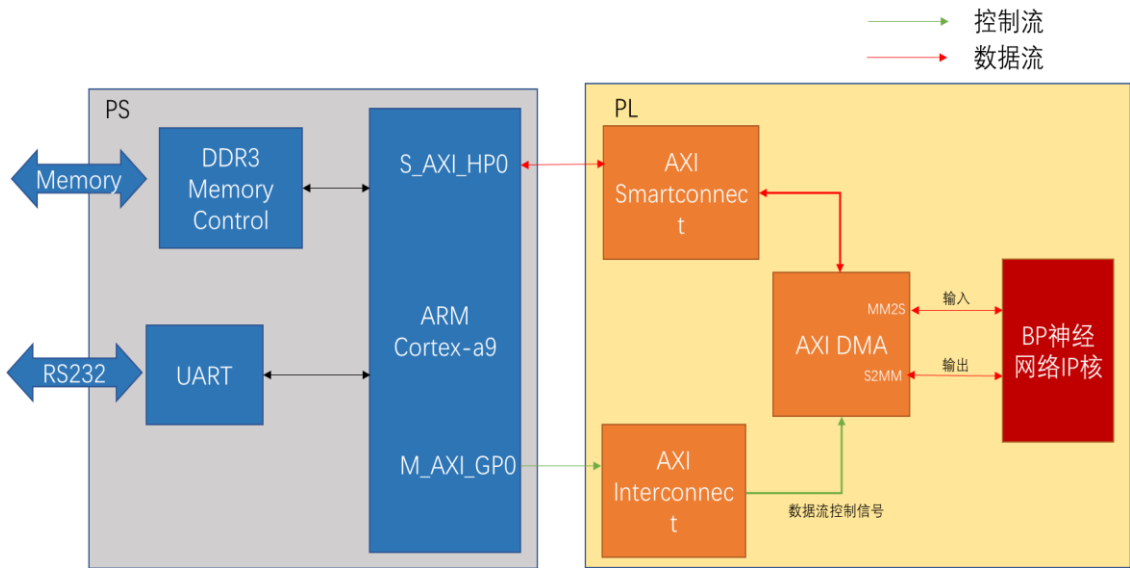 控制流
数据流
PS
PL
Memory
DDR3
Memory
Control
S_AXI_HP0
AXI
Smartconnec
t
ARM
Cortex-a9
RS232
UART
MM2S
AXI DMA
S2MM
输入
输出
BP神经
网络IP核
M_AXI_GP0
AXI
Interconnec
t
数据流控制信号